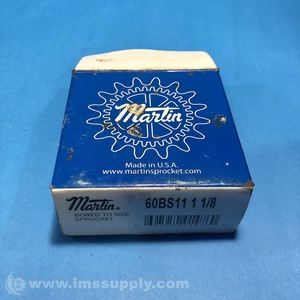 Martin
Made in U.S.A.
www.martinsprocket.com
Martin
60BS11 1 1/8
BORED TO SIZE
SPROCKET
© www.imssupply.com